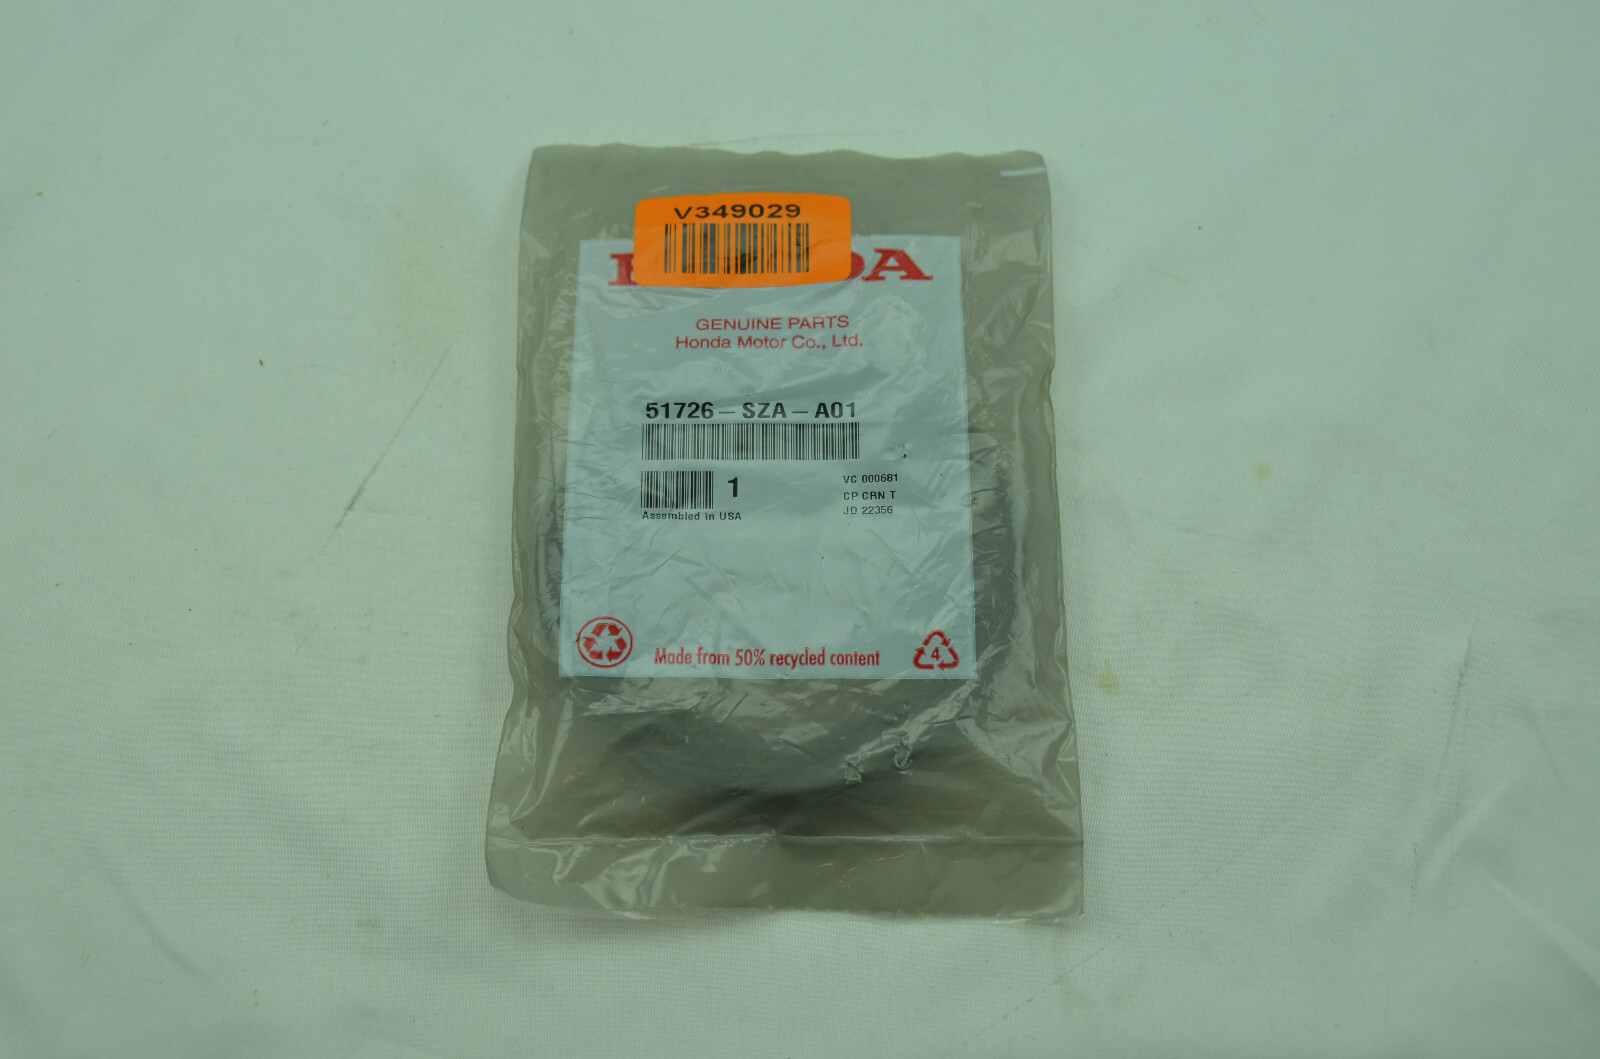 V349029
GENUINE PARTS
Honda Motor Co., Ltd.
51726-SZA-A01
1
VC 000681
CP CRN T
JD 22356
Assembled in USA
Made from 50% recycled content
4